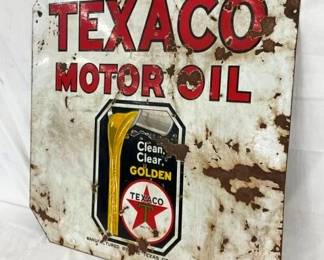 TEXACO
MOTOR OIL
Clean,
Clear,
GOLDEN
TEXACO
T